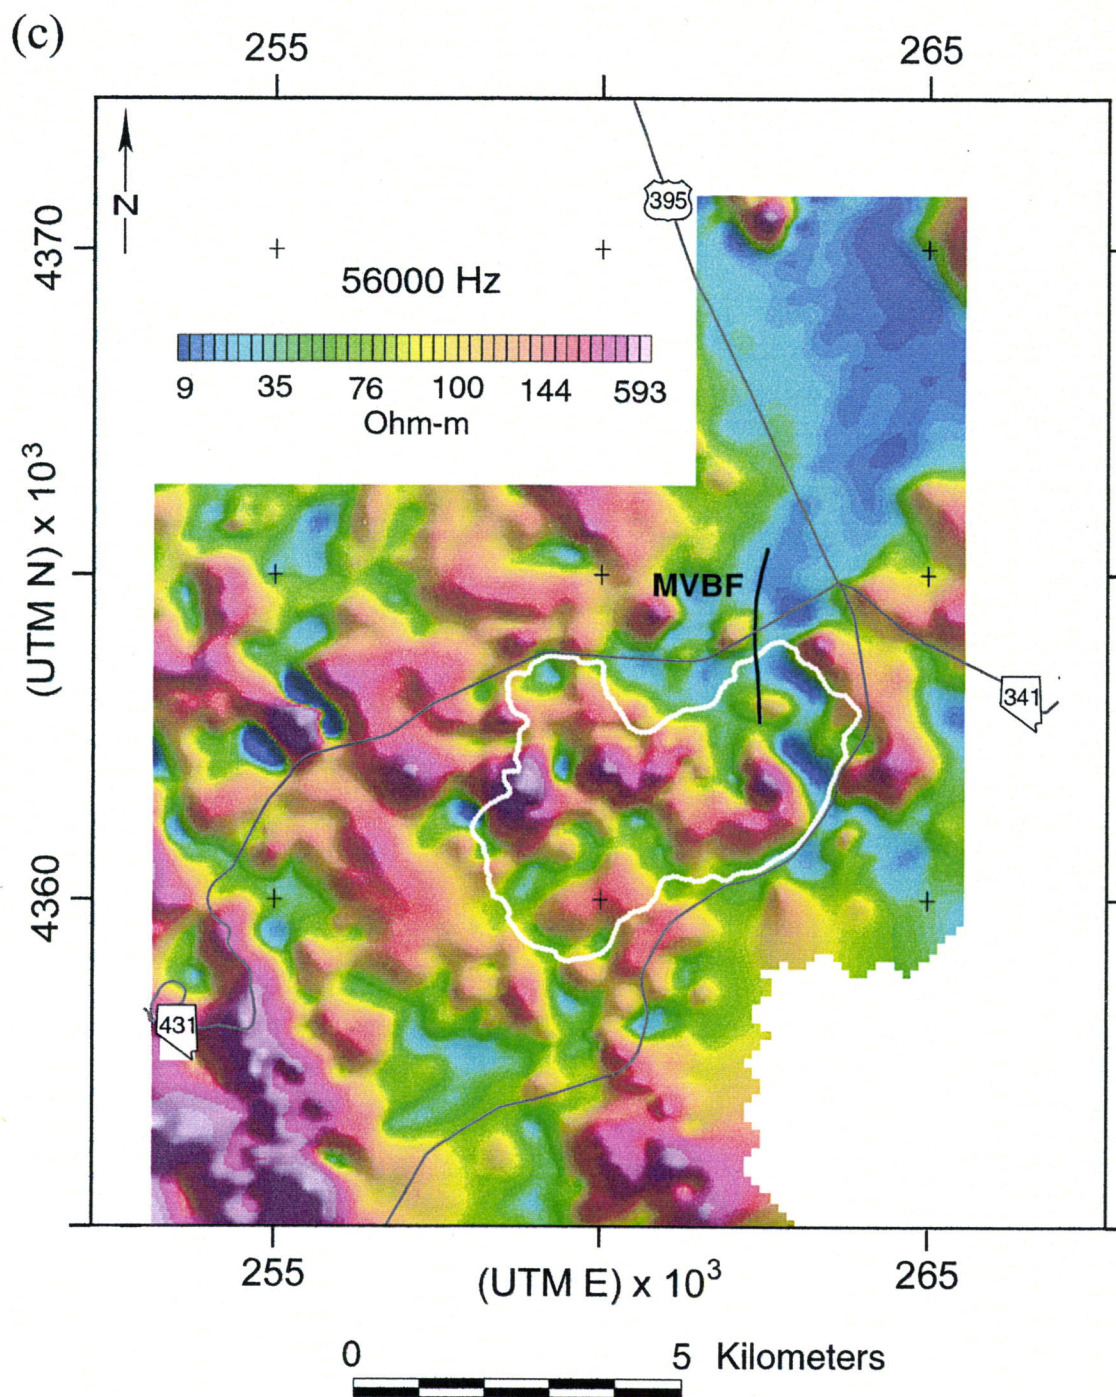 (c)
255
265
N
395
4370
56000 Hz
9 35 76 100 144 593
Ohm-m
(UTM N) x 10³
MVBF
341
4360
431
255
(UTM E) x 10³
265
0 5 Kilometers